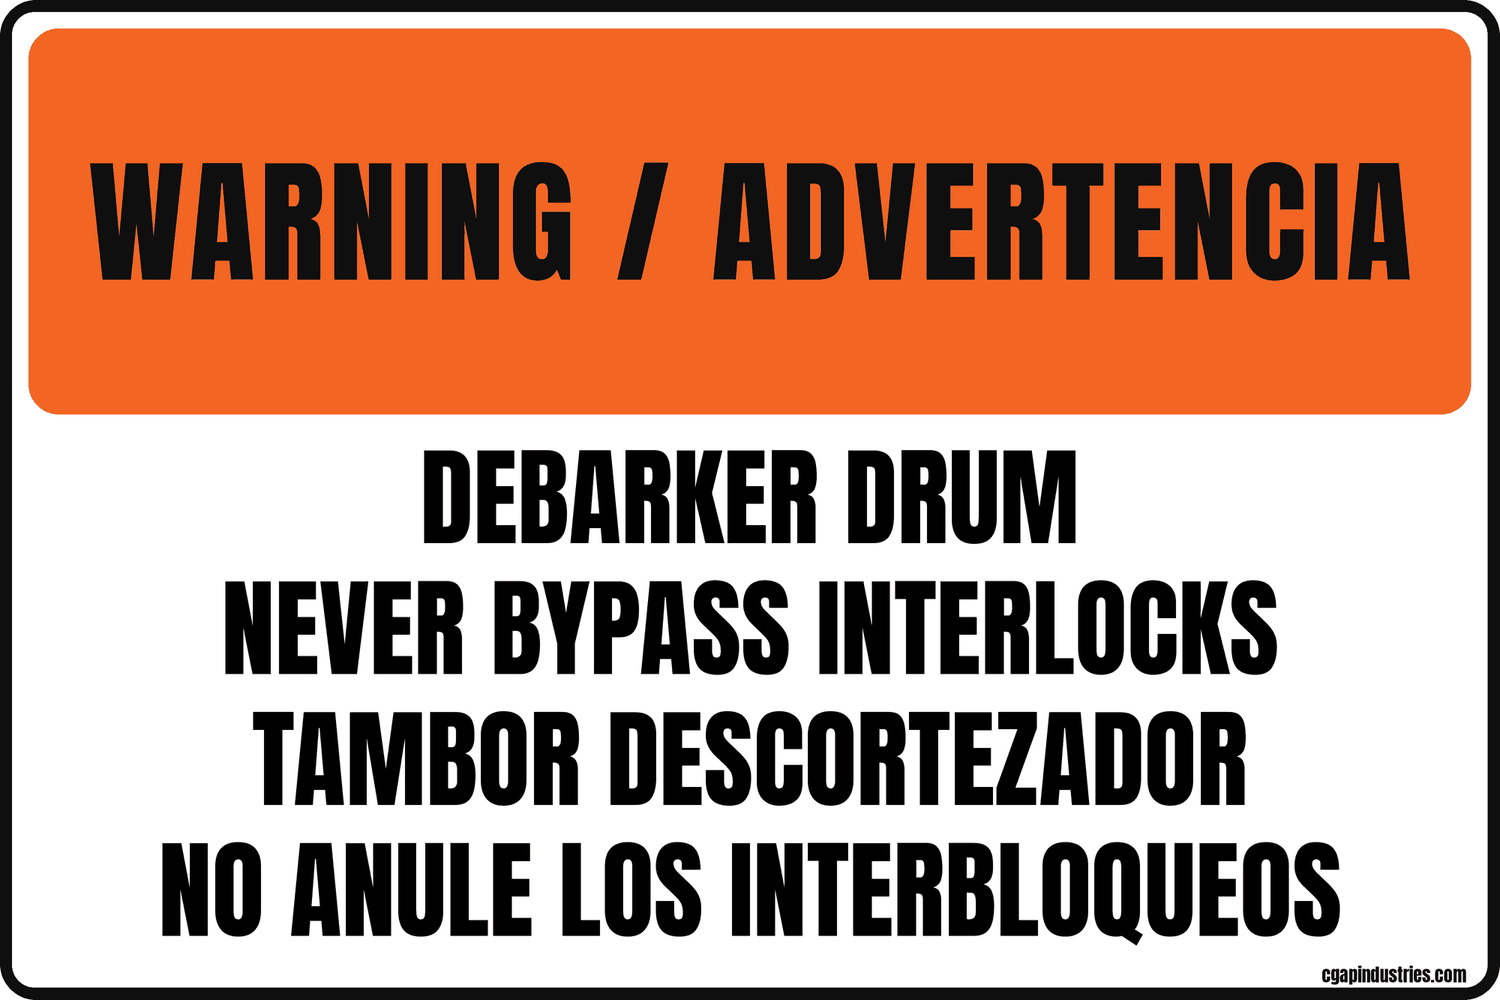 WARNING / ADVERTENCIA
DEBARKER DRUM
NEVER BYPASS INTERLOCKS
TAMBOR DESCORTEZADOR
NO ANULE LOS INTERBLOQUEOS
cgapindustries.com